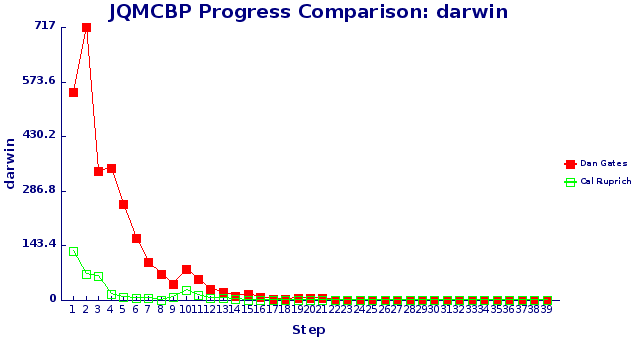 JQMCBP Progress Comparison: darwin
717
573.6
430.2
286.8
143.4
0
darwin
1 2 3 4 5 6 7 8 9 10 11 12 13 14 15 16 17 18 19 20 21 22 23 24 25 26 27 28 29 30 31 32 33 34 35 36 37 38 39
Step
Dan Gates
Cal Ruprich